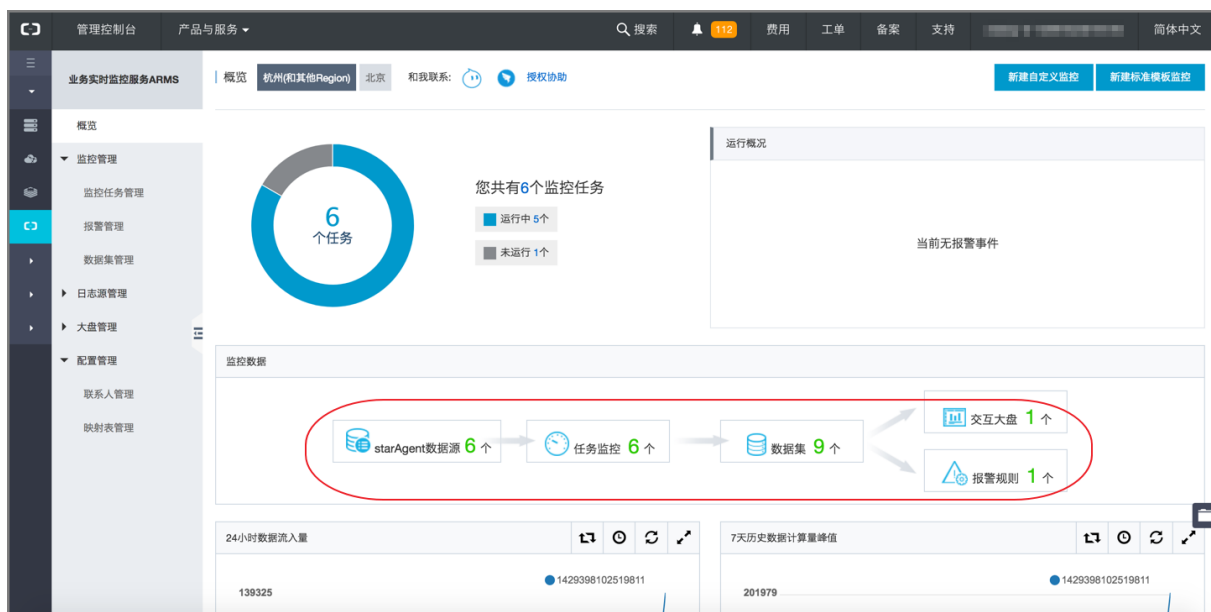 管理控制台 产品与服务 搜索 112 费用 工单 备案 支持 简体中文
业务实时监控服务ARMS
概览
监控管理
监控任务管理
报警管理
数据集管理
日志源管理
大盘管理
配置管理
联系人管理
映射表管理
概览 杭州(和其他Region) 北京 和我联系: 授权协助 新建自定义监控 新建标准模板监控
6
个任务
您共有6个监控任务
运行中 5个
未运行 1个
运行概况
当前无报警事件
监控数据
starAgent数据源 6 个
任务监控 6 个
数据集 9 个
交互大盘 1 个
报警规则 1 个
24小时数据流入量
1429398102519811
139325
7天历史数据计算量峰值
1429398102519811
201979